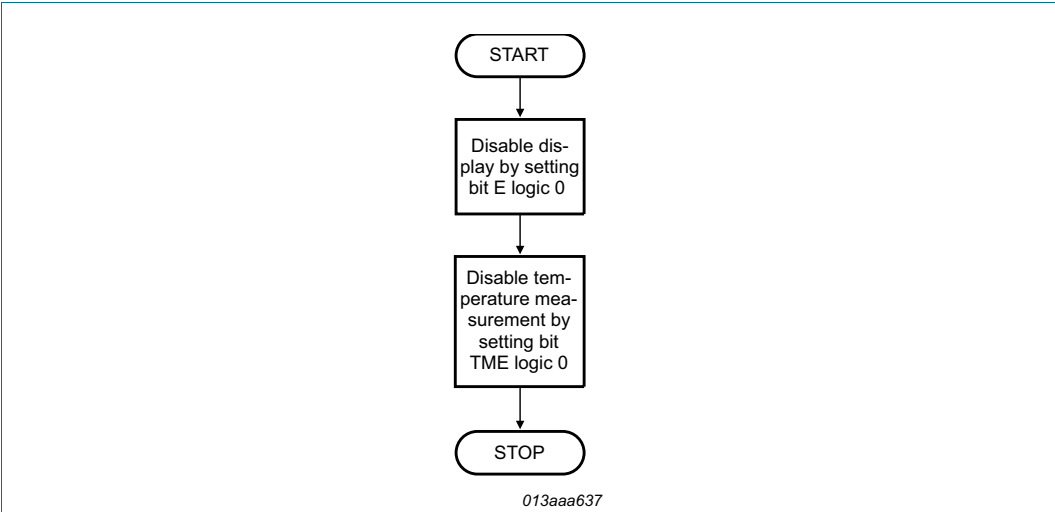 START
Disable dis-
play by setting
bit E logic 0
Disable tem-
perature mea-
surement by
setting bit
TME logic 0
STOP
013aaa637